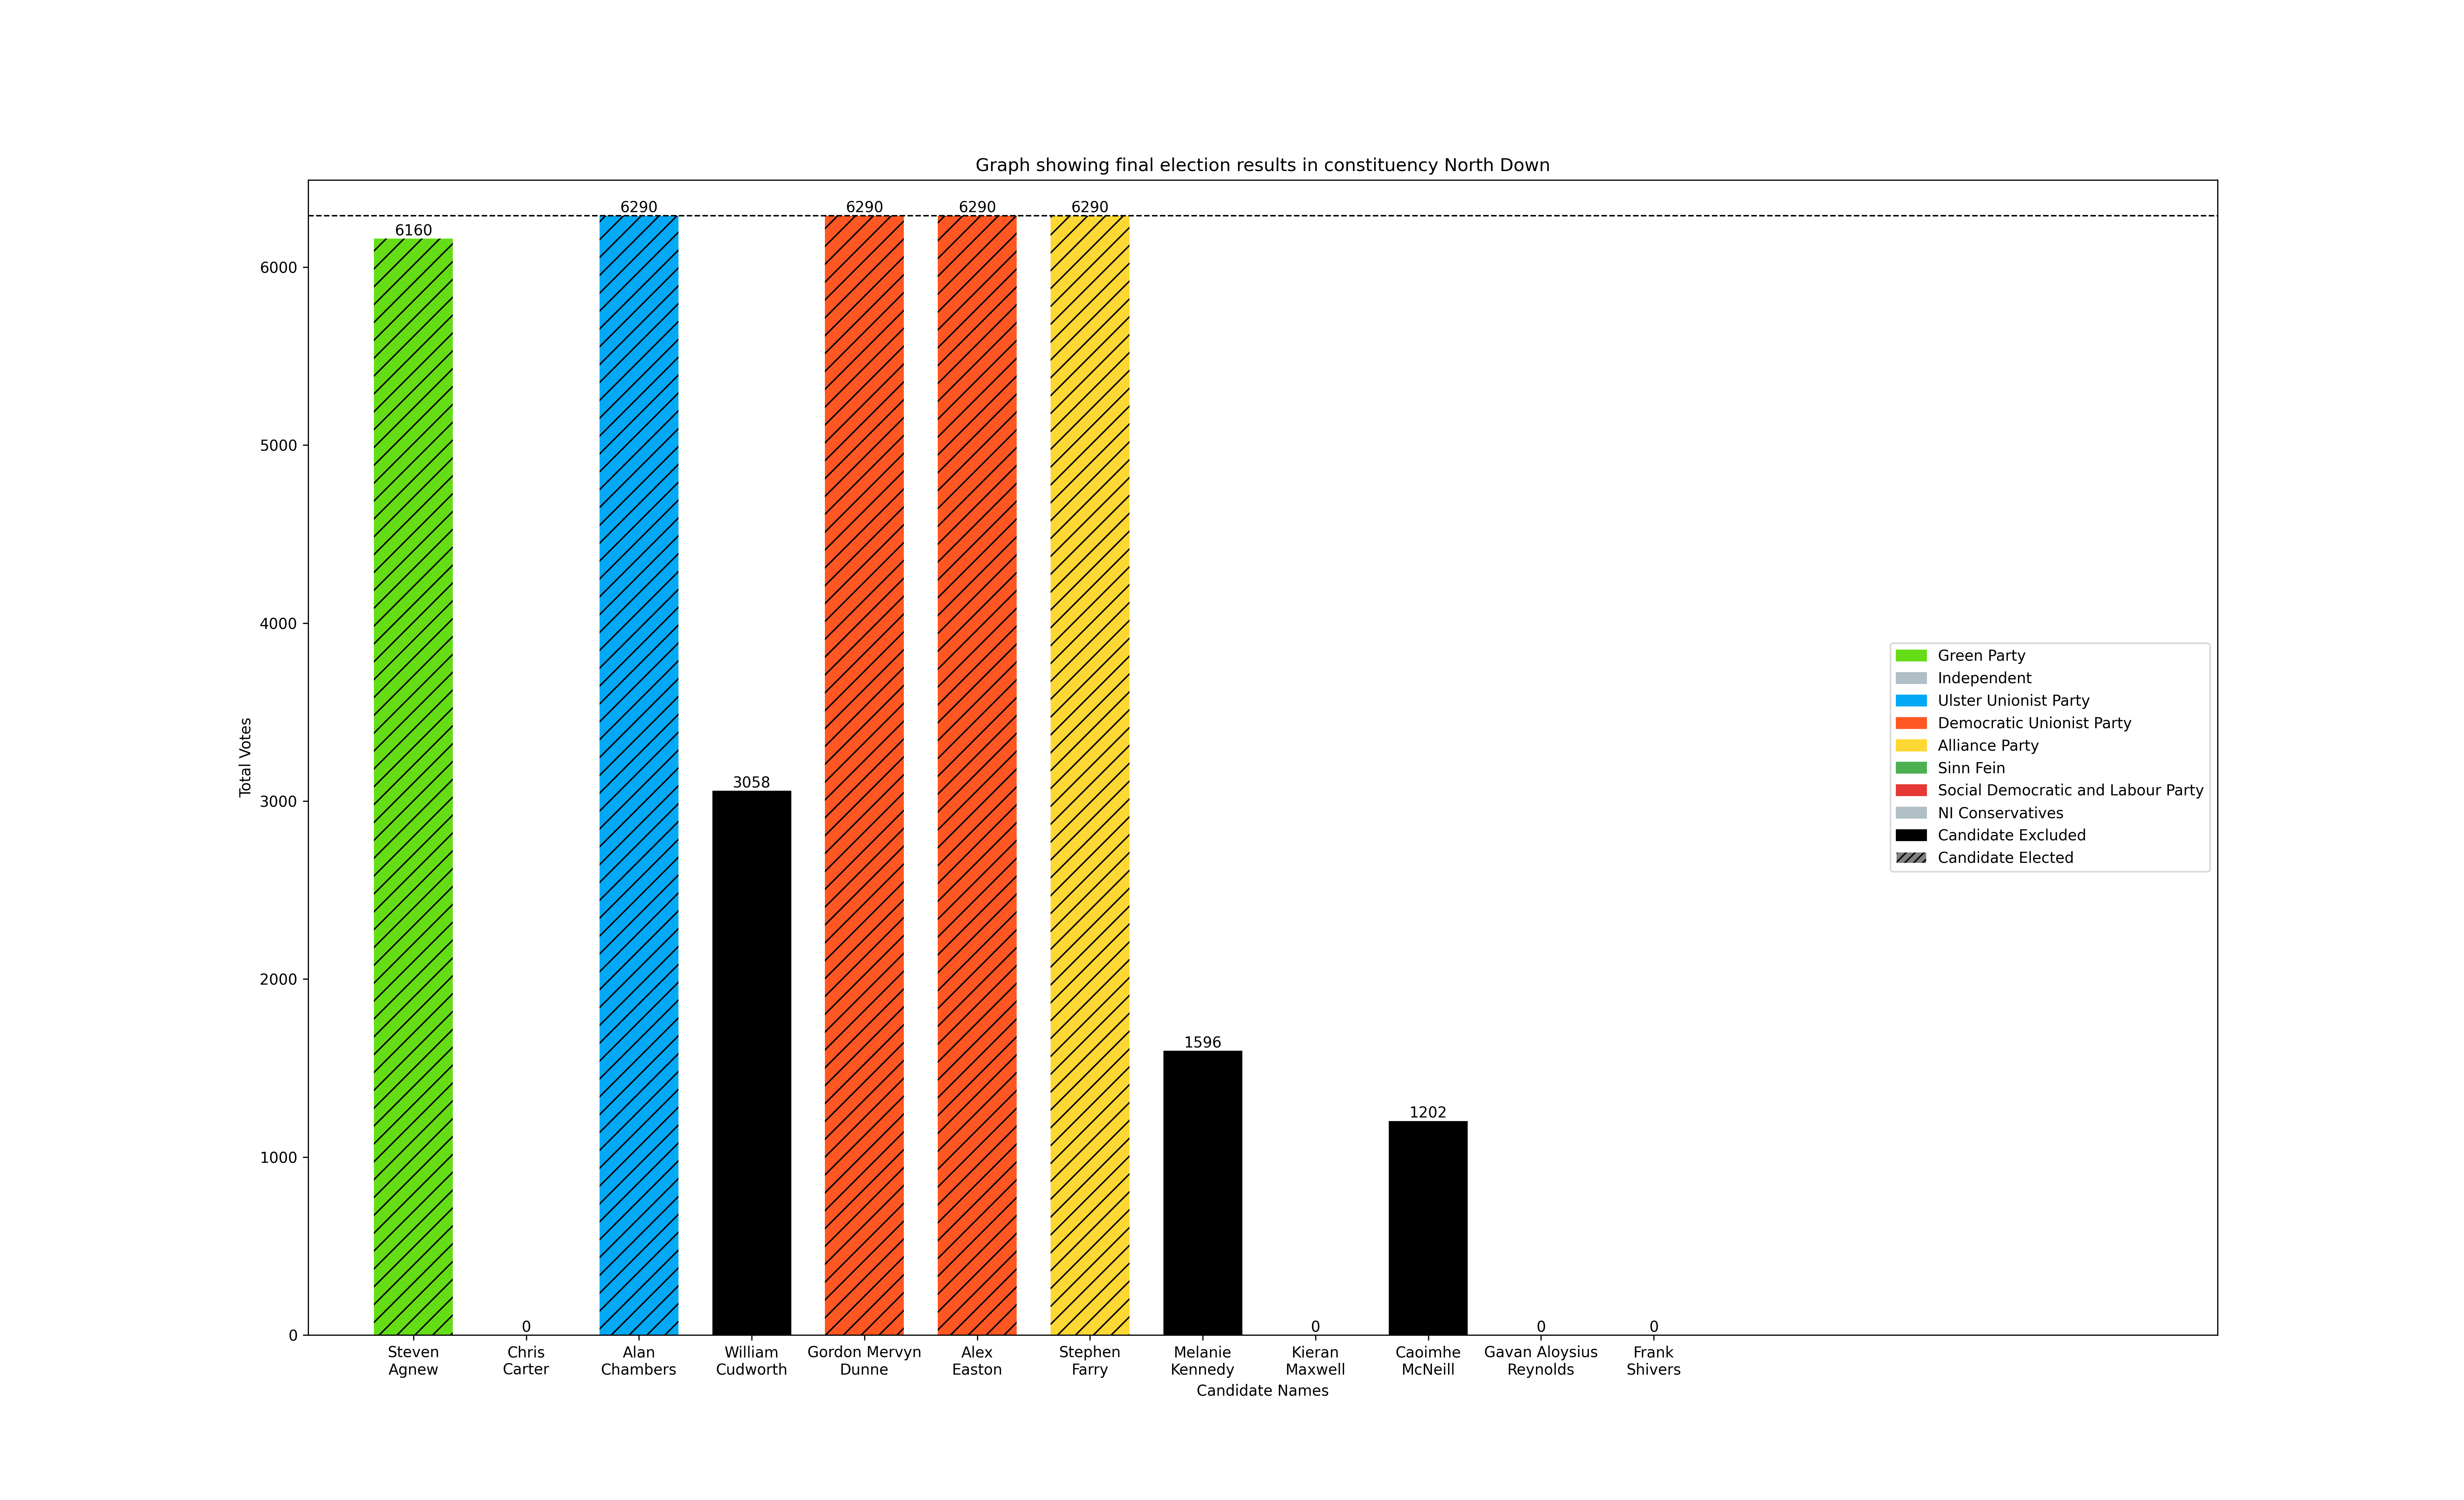 Graph showing final election results in constituency North Down
6290
6290
6290
6290
6160
6000
5000
4000
3000
2000
1000
0
Total Votes
3058
1596
1202
0
0
0
0
Green Party
Independent
Ulster Unionist Party
Democratic Unionist Party
Alliance Party
Sinn Fein
Social Democratic and Labour Party
NI Conservatives
Candidate Excluded
Candidate Elected
Steven
Agnew
Chris
Carter
Alan
Chambers
William
Cudworth
Gordon Mervyn
Dunne
Alex
Easton
Stephen
Farry
Melanie
Kennedy
Kieran
Maxwell
Caoimhe
McNeill
Gavan Aloysius
Reynolds
Frank
Shivers
Candidate Names